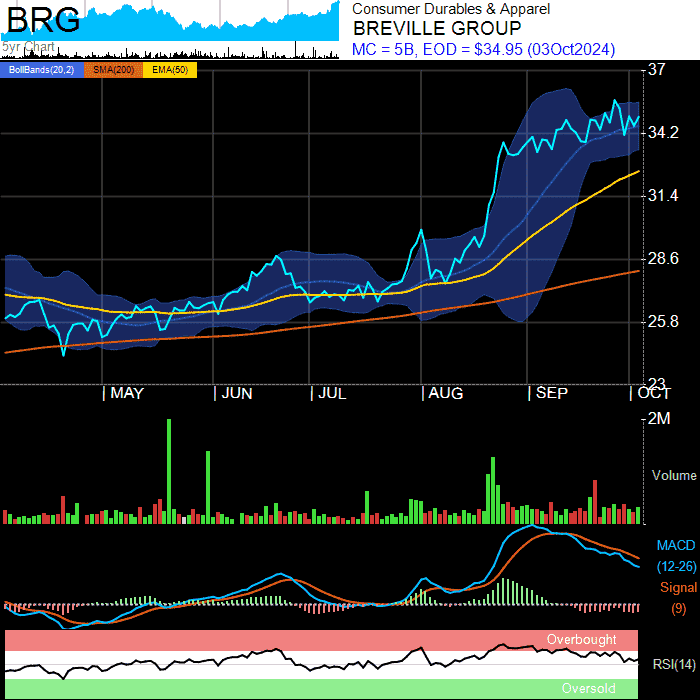 BRG
5yr Chart
Consumer Durables & Apparel
BREVILLE GROUP
MC = 5B, EOD = $34.95 (03Oct2024)
BollBands(20,2) SMA(200) EMA(50)
37
34.2
31.4
28.6
25.8
23
MAY JUN JUL AUG SEP OCT
2M
Volume
MACD
(12-26)
Signal
(9)
Overbought
RSI(14)
Oversold